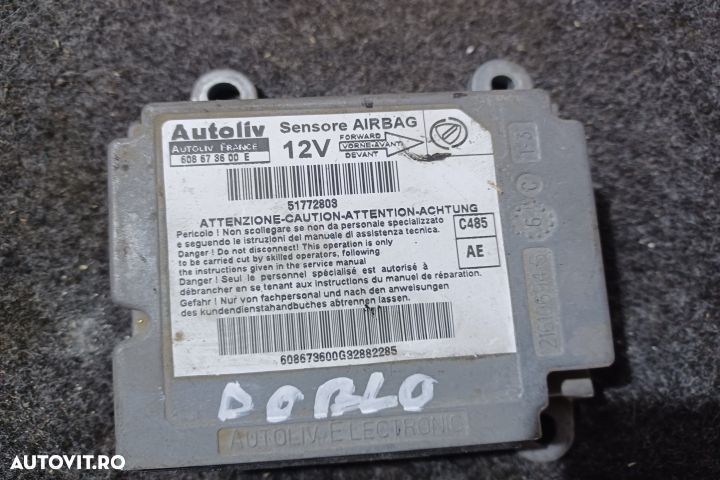 Autoliv
AUTOLIV FRANCE
608 67 36 00 E
Sensore AIRBAG
12V
FORWARD
VORNE-AVANTI
DEVANT
51772803
ATTENZIONE-CAUTION-ATTENTION-ACHTUNG
Pericolo ! Non scollegare se non da personale specializzato
e seguendo le istruzioni del manuale di assistenza tecnica.
Danger ! Do not disconnect! This operation is only
to be carried cut by skilled operators, following
the instructions given in the service manual
Danger ! Seul le personnel spécialisé est autorisé à
débrancher en se tenant aux instructions du manuel de réparation.
Gefahr ! Nur von fachpersonal und nach den anweisungen
des kundendienstahandbuches abtrennen lassen.
C485
AE
608673600G32882285
DOBLO
AUTOLIV ELECTRONIC
AUTOVIT.RO